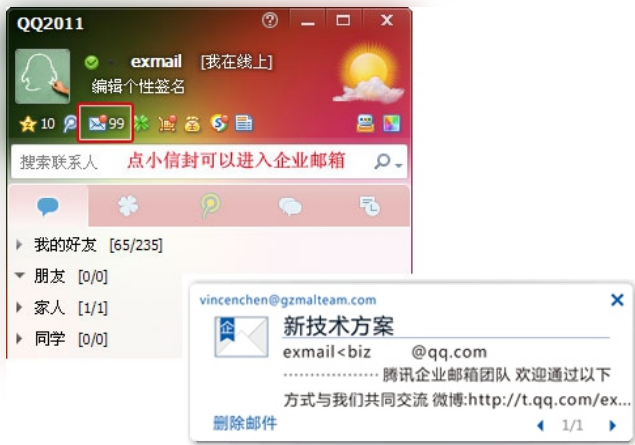 QQ2011
exmail [我在线上]
编辑个性签名
10 99
搜索联系人 点小信封可以进入企业邮箱
我的好友 [65/235]
朋友 [0/0]
家人 [1/1]
同学 [0/0]
vincenchen@gzmalteam.com
企 新技术方案
exmail<biz @qq.com
·················· 腾讯企业邮箱团队 欢迎通过以下
方式与我们共同交流 微博:http://t.qq.com/ex...
删除邮件 1/1